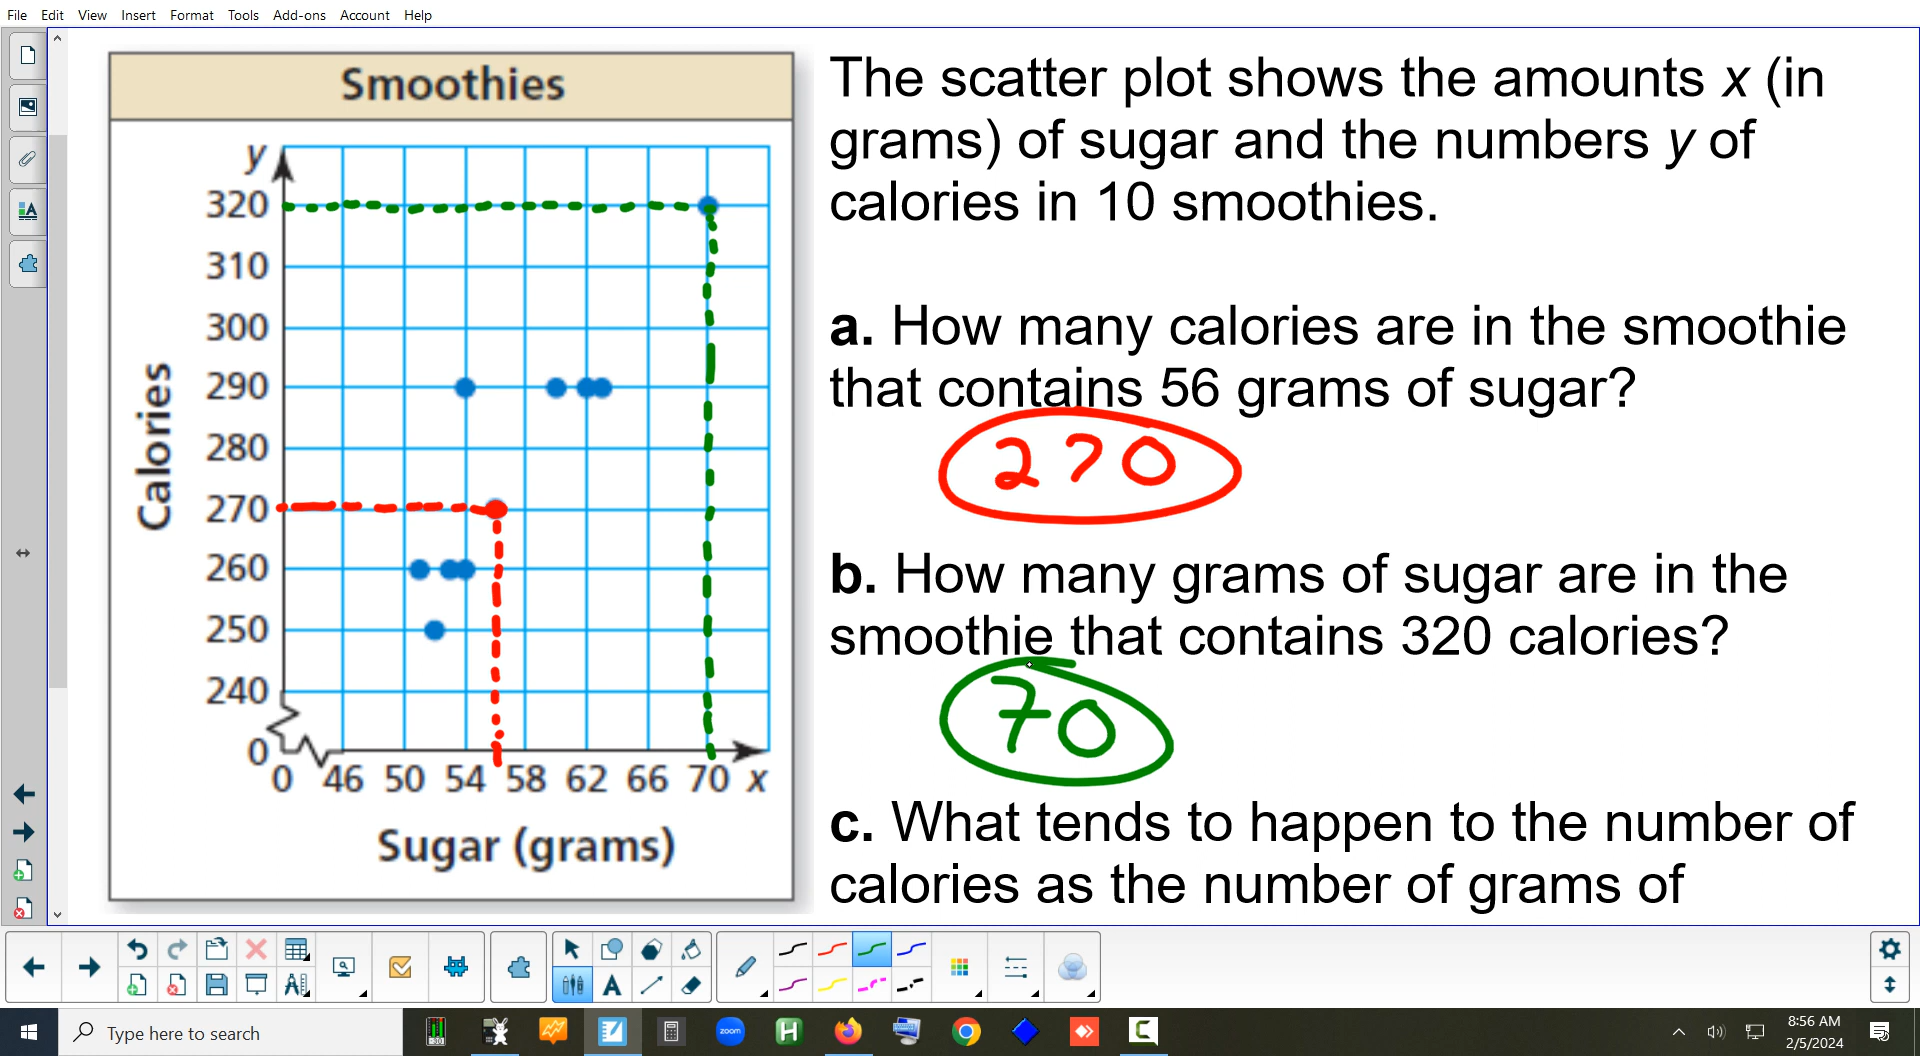 File Edit View Insert Format Tools Add-ons Account Help
Smoothies
y
320
310
300
290
280
270
260
250
240
0
Calories
0 46 50 54 58 62 66 70 x
Sugar (grams)
The scatter plot shows the amounts x (in
grams) of sugar and the numbers y of
calories in 10 smoothies.
a. How many calories are in the smoothie
that contains 56 grams of sugar?
270
b. How many grams of sugar are in the
smoothie that contains 320 calories?
70
c. What tends to happen to the number of
calories as the number of grams of
A
Type here to search
zoom
H
C
8:56 AM
2/5/2024